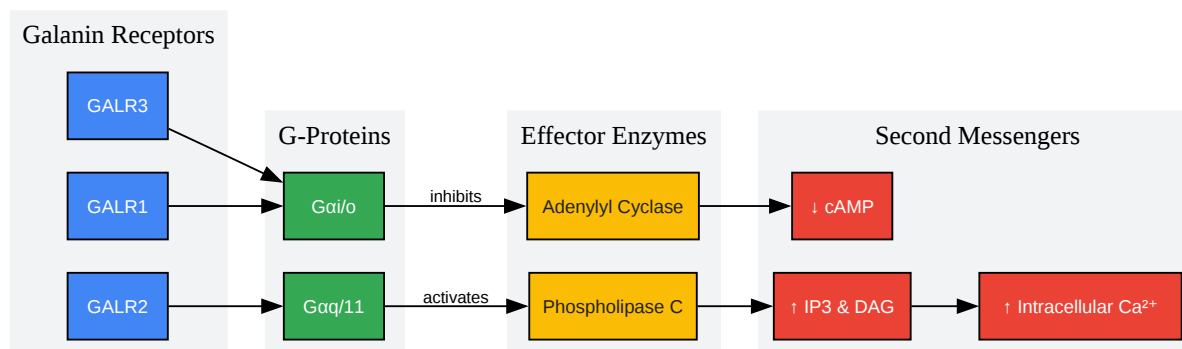 Galanin Receptors
GALR3
G-Proteins
Effector Enzymes
Second Messengers
GALR1
Gαi/o
inhibits
Adenylyl Cyclase
↓ cAMP
GALR2
Gαq/11
activates
Phospholipase C
↑ IP3 & DAG
↑ Intracellular Ca²⁺